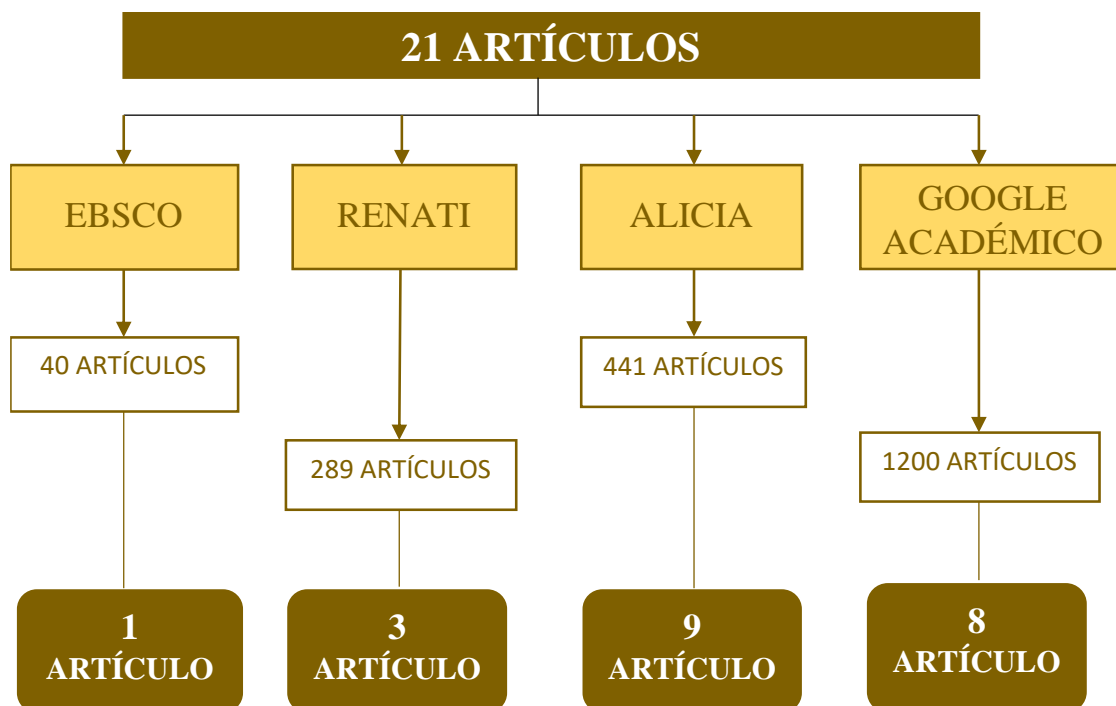 21 ARTÍCULOS
EBSCO
RENATI
ALICIA
GOOGLE
ACADÉMICO
40 ARTÍCULOS
441 ARTÍCULOS
289 ARTÍCULOS
1200 ARTÍCULOS
1
ARTÍCULO
3
ARTÍCULO
9
ARTÍCULO
8
ARTÍCULO